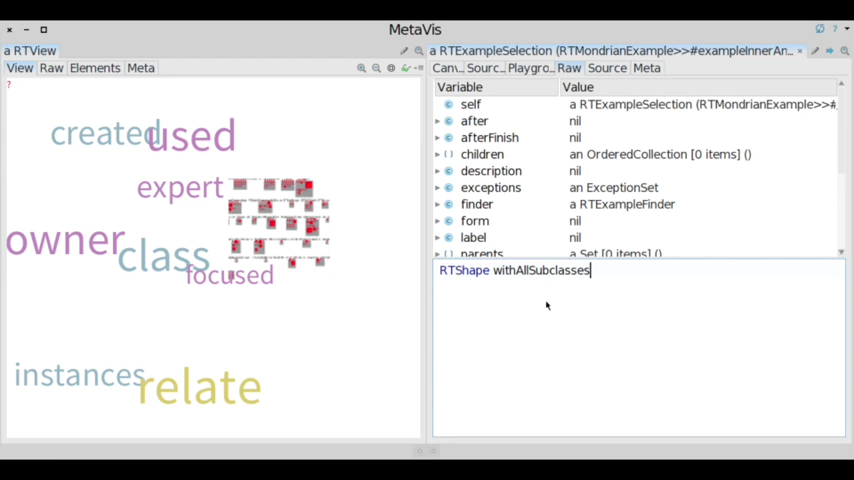 MetaVis
a RTView
View Raw Elements Meta
?
created
used
expert
owner
class
focused
instances
relate
a RTExampleSelection (RTMondrianExample>>#exampleInnerAn...
Can... Sourc... Playgro... Raw Source Meta
Variable Value
self a RTExampleSelection (RTMondrianExample>>#
after nil
afterFinish nil
children an OrderedCollection [0 items] ()
description nil
exceptions an ExceptionSet
finder a RTExampleFinder
form nil
label nil
parents a Set [0 items] ()
RTShape withAllSubclasses